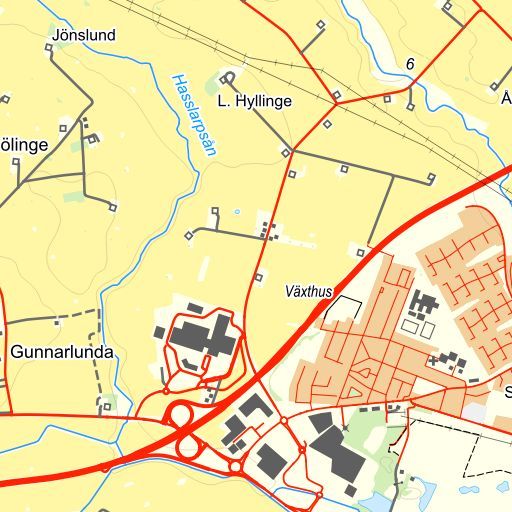 Jönslund
6
Hasslarpsån
L. Hyllinge
Å
ölinge
Växthus
Gunnarlunda
S